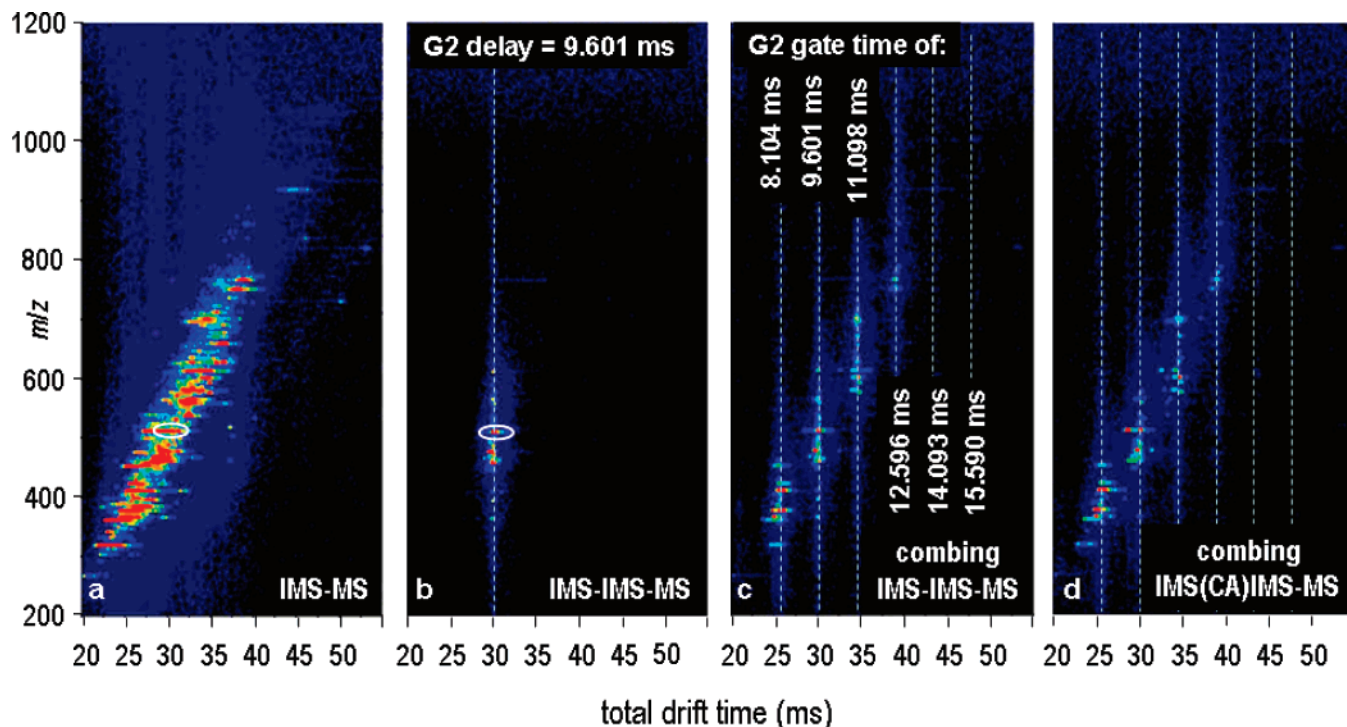 1200
1000
800
600
400
200
m/z
a
IMS-MS
20 25 30 35 40 45 50
G2 delay = 9.601 ms
b
IMS-IMS-MS
20 25 30 35 40 45 50
G2 gate time of:
8.104 ms
9.601 ms
11.098 ms
12.596 ms
14.093 ms
15.590 ms
combing
c
IMS-IMS-MS
20 25 30 35 40 45 50
combing
d
IMS(CA)IMS-MS
20 25 30 35 40 45 50
total drift time (ms)